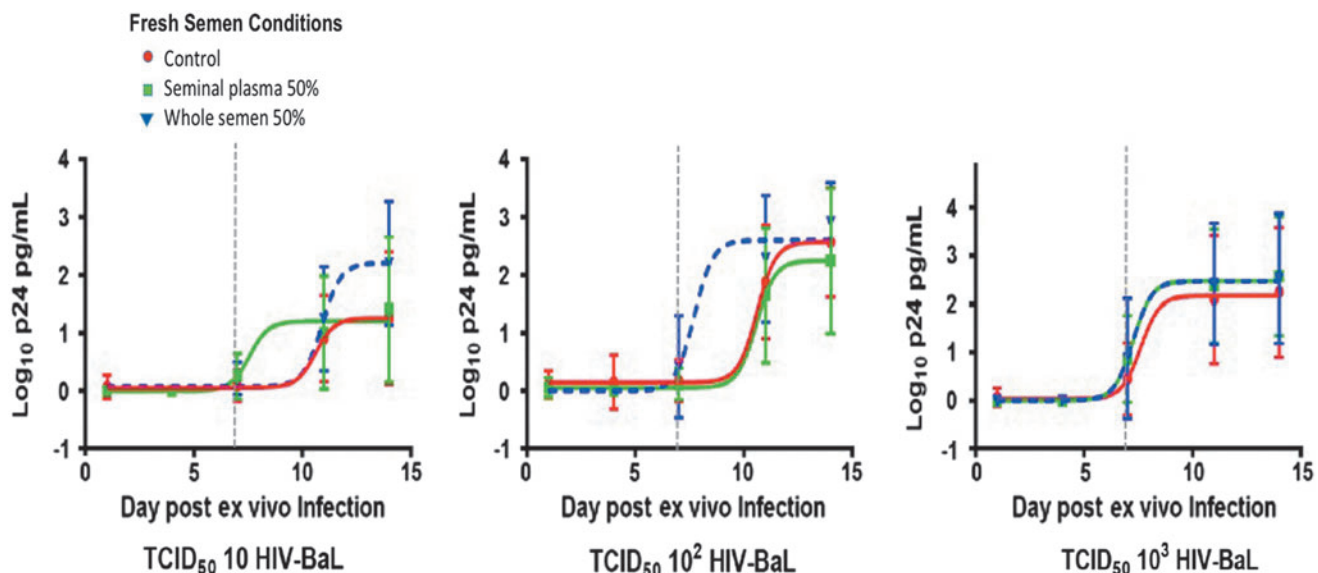 Fresh Semen Conditions
Control
Seminal plasma 50%
Whole semen 50%
Log10 p24 pg/mL
4
3
2
1
0
-1
0 5 10 15
Day post ex vivo Infection
TCID50 10 HIV-BaL
Log10 p24 pg/mL
4
3
2
1
0
-1
0 5 10 15
Day post ex vivo Infection
TCID50 10² HIV-BaL
Log10 p24 pg/mL
4
3
2
1
0
-1
0 5 10 15
Day post ex vivo Infection
TCID50 10³ HIV-BaL